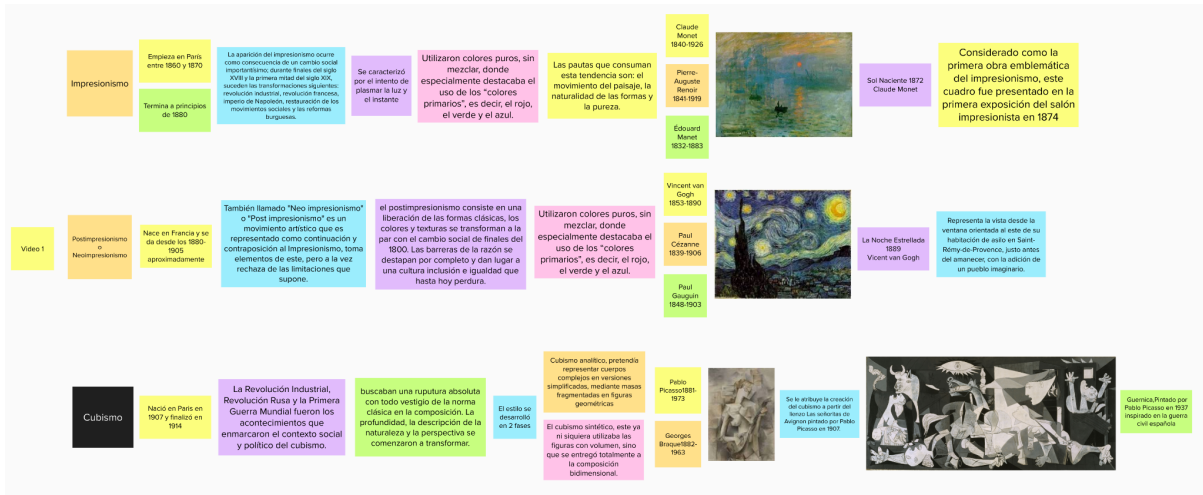 Video 1
Impresionismo
Empieza en París
entre 1860 y 1870
Termina a principios
de 1880
La aparición del impresionismo ocurre
como consecuencia de un cambio social
importantísimo; durante finales del siglo
XVIII y la primera mitad del siglo XIX,
suceden las transformaciones siguientes:
revolución industrial, revolución francesa,
imperio de Napoleón, restauración de los
movimientos sociales y las reformas
burguesas.
Se caracterizó
por el intento de
plasmar la luz y
el instante
Utilizaron colores puros, sin
mezclar, donde
especialmente destacaba el
uso de los “colores
primarios”, es decir, el rojo,
el verde y el azul.
Las pautas que consuman
esta tendencia son: el
movimiento del paisaje, la
naturalidad de las formas y
la pureza.
Claude
Monet
1840-1926
Pierre-
Auguste
Renoir
1841-1919
Édouard
Manet
1832-1883
Sol Naciente 1872
Claude Monet
Considerado como la
primera obra emblemática
del impresionismo, este
cuadro fue presentado en la
primera exposición del salón
impresionista en 1874
Postimpresionismo
o
NeoImpresionismo
Nace en Francia y se
da desde los 1880-
1905
aproximadamente
También llamado "Neo impresionismo"
o "Post impresionismo" es un
movimiento artístico que es
representado como continuación y
contraposición al Impresionismo, toma
elementos de este, pero a la vez
rechaza de las limitaciones que
supone.
el postimpresionismo consiste en una
liberación de las formas clásicas, los
colores y texturas se transforman a la
par con el cambio social de finales del
1800. Las barreras de la razón se
destapan por completo y dan lugar a
una cultura inclusión e igualdad que
hasta hoy perdura.
Utilizaron colores puros, sin
mezclar, donde
especialmente destacaba el
uso de los “colores
primarios”, es decir, el rojo,
el verde y el azul.
Vincent van
Gogh
1853-1890
Paul
Cézanne
1839-1906
Paul
Gauguin
1848-1903
La Noche Estrellada
1889
Vicent van Gogh
Representa la vista desde la
ventana orientada al este de su
habitación de asilo en Saint-
Rémy-de-Provence, justo antes
del amanecer, con la adición de
un pueblo imaginario.
Cubismo
Nació en Paris en
1907 y finalizó en
1914
La Revolución Industrial,
Revolución Rusa y la Primera
Guerra Mundial fueron los
acontecimientos que
enmarcaron el contexto social
y político del cubismo.
buscaban una ruputura absoluta
con todo vestigio de la norma
clásica en la composición. La
profundidad, la descripción de la
naturaleza y la perspectiva se
comenzaron a transformar.
El estilo se
desarrolló
en 2 fases
Cubismo analítico, pretendía
representar cuerpos
complejos en versiones
simplificadas, mediante masas
fragmentadas en figuras
geométricas
El cubismo sintético, este ya
ni siquiera utilizaba las
figuras con volumen, sino
que se entregó totalmente a
la composición
bidimensional.
Pablo
Picasso1881-
1973
Georges
Braque1882-
1963
Se le atribuye la creación
del cubismo a partir del
lienzo Las señoritas de
Avignan pintado por Pablo
Picasso en 1907.
Guernica,Pintado por
Pablo Picasso en 1937
inspirado en la guerra
civil española